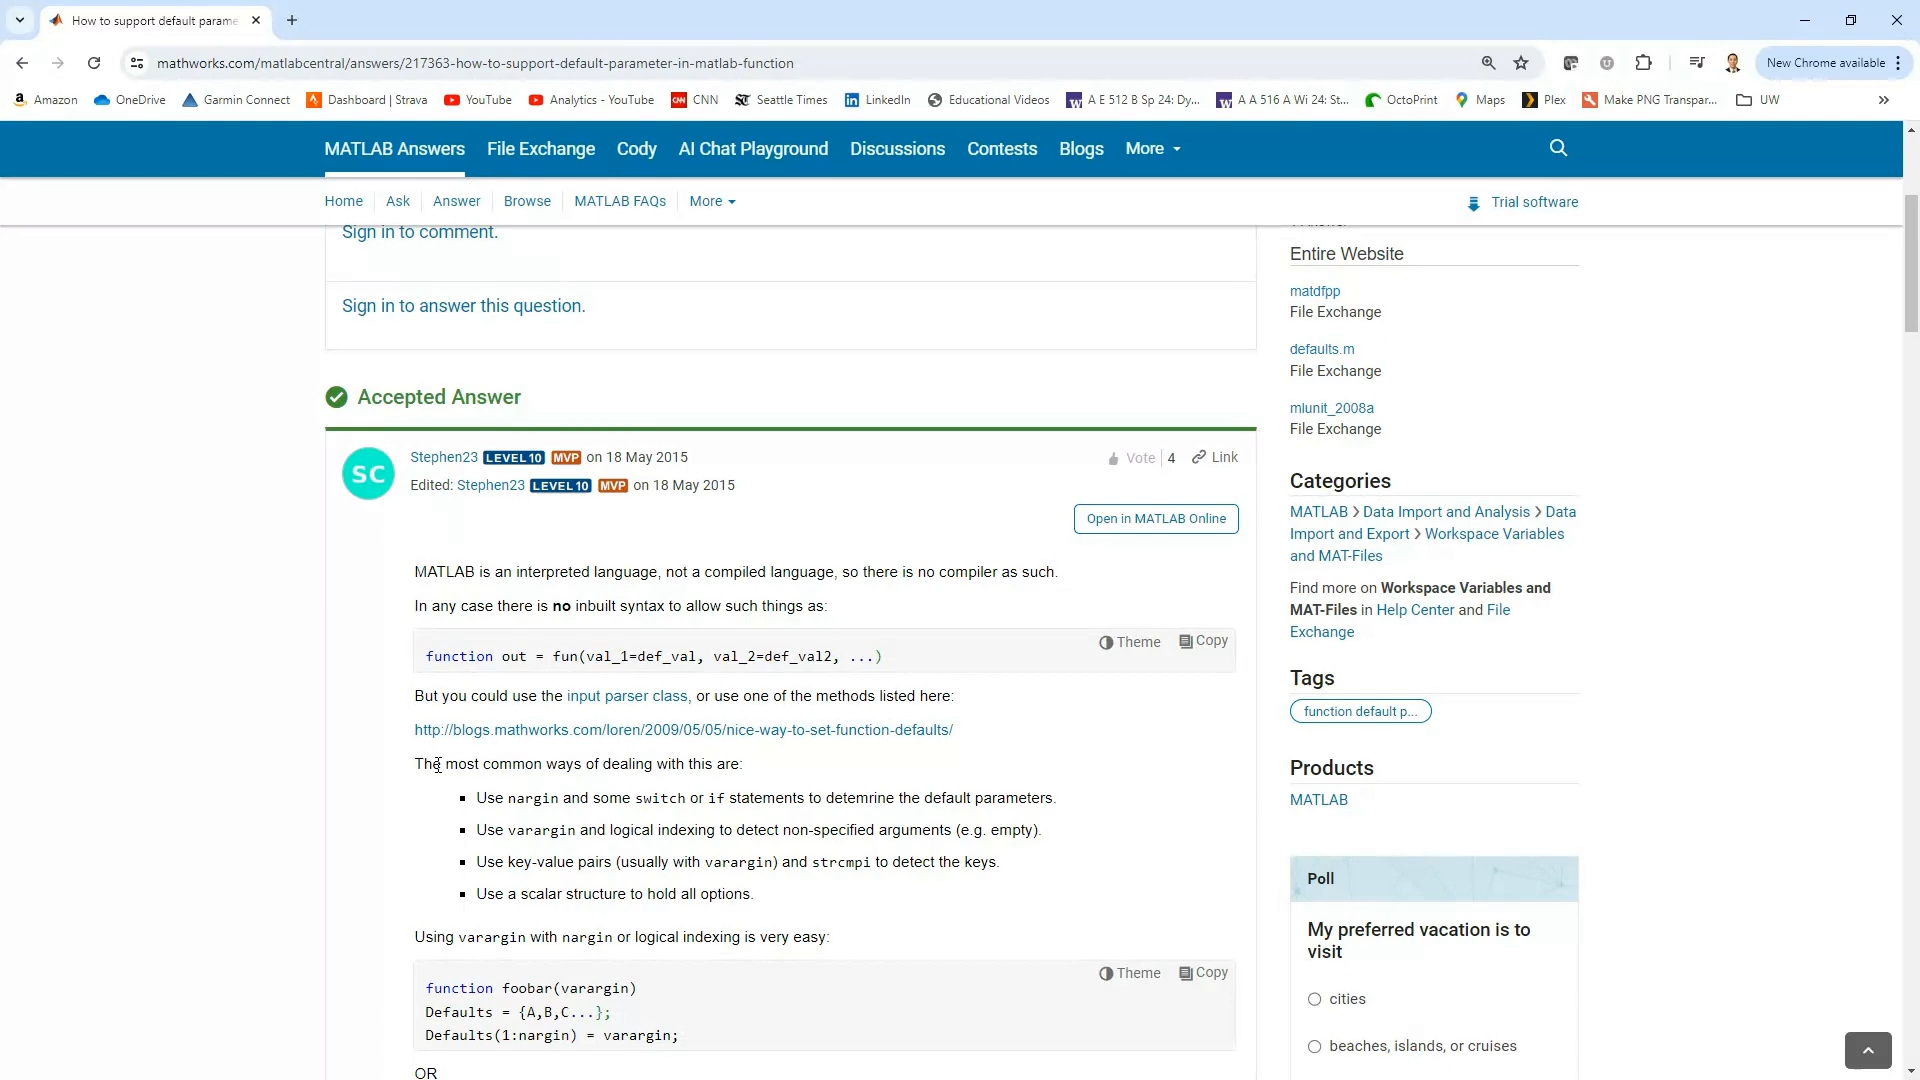 How to support default parame
mathworks.com/matlabcentral/answers/217363-how-to-support-default-parameter-in-matlab-function
New Chrome available
Amazon
OneDrive
Garmin Connect
Dashboard | Strava
YouTube
Analytics - YouTube
CNN
Seattle Times
LinkedIn
Educational Videos
A E 512 B Sp 24: Dy...
A A 516 A Wi 24: St...
OctoPrint
Maps
Plex
Make PNG Transpar...
UW
MATLAB Answers
File Exchange
Cody
AI Chat Playground
Discussions
Contests
Blogs
More
Home
Ask
Answer
Browse
MATLAB FAQs
More
Trial software
Sign in to comment.
Sign in to answer this question.
Accepted Answer
SC
Stephen23 LEVEL 10 MVP on 18 May 2015
Vote 4 Link
Edited: Stephen23 LEVEL 10 MVP on 18 May 2015
Open in MATLAB Online
MATLAB is an interpreted language, not a compiled language, so there is no compiler as such.
In any case there is no inbuilt syntax to allow such things as:
Theme Copy
function out = fun(val_1=def_val, val_2=def_val2, ...)
But you could use the input parser class, or use one of the methods listed here:
http://blogs.mathworks.com/loren/2009/05/05/nice-way-to-set-function-defaults/
The most common ways of dealing with this are:
Use nargin and some switch or if statements to detemrine the default parameters.
Use varargin and logical indexing to detect non-specified arguments (e.g. empty).
Use key-value pairs (usually with varargin) and strcmpi to detect the keys.
Use a scalar structure to hold all options.
Using varargin with nargin or logical indexing is very easy:
Theme Copy
function foobar(varargin)
Defaults = {A,B,C...};
Defaults(1:nargin) = varargin;
OR
Entire Website
matdfpp
File Exchange
defaults.m
File Exchange
mlunit_2008a
File Exchange
Categories
MATLAB > Data Import and Analysis > Data
Import and Export > Workspace Variables
and MAT-Files
Find more on Workspace Variables and
MAT-Files in Help Center and File
Exchange
Tags
function default p...
Products
MATLAB
Poll
My preferred vacation is to
visit
cities
beaches, islands, or cruises